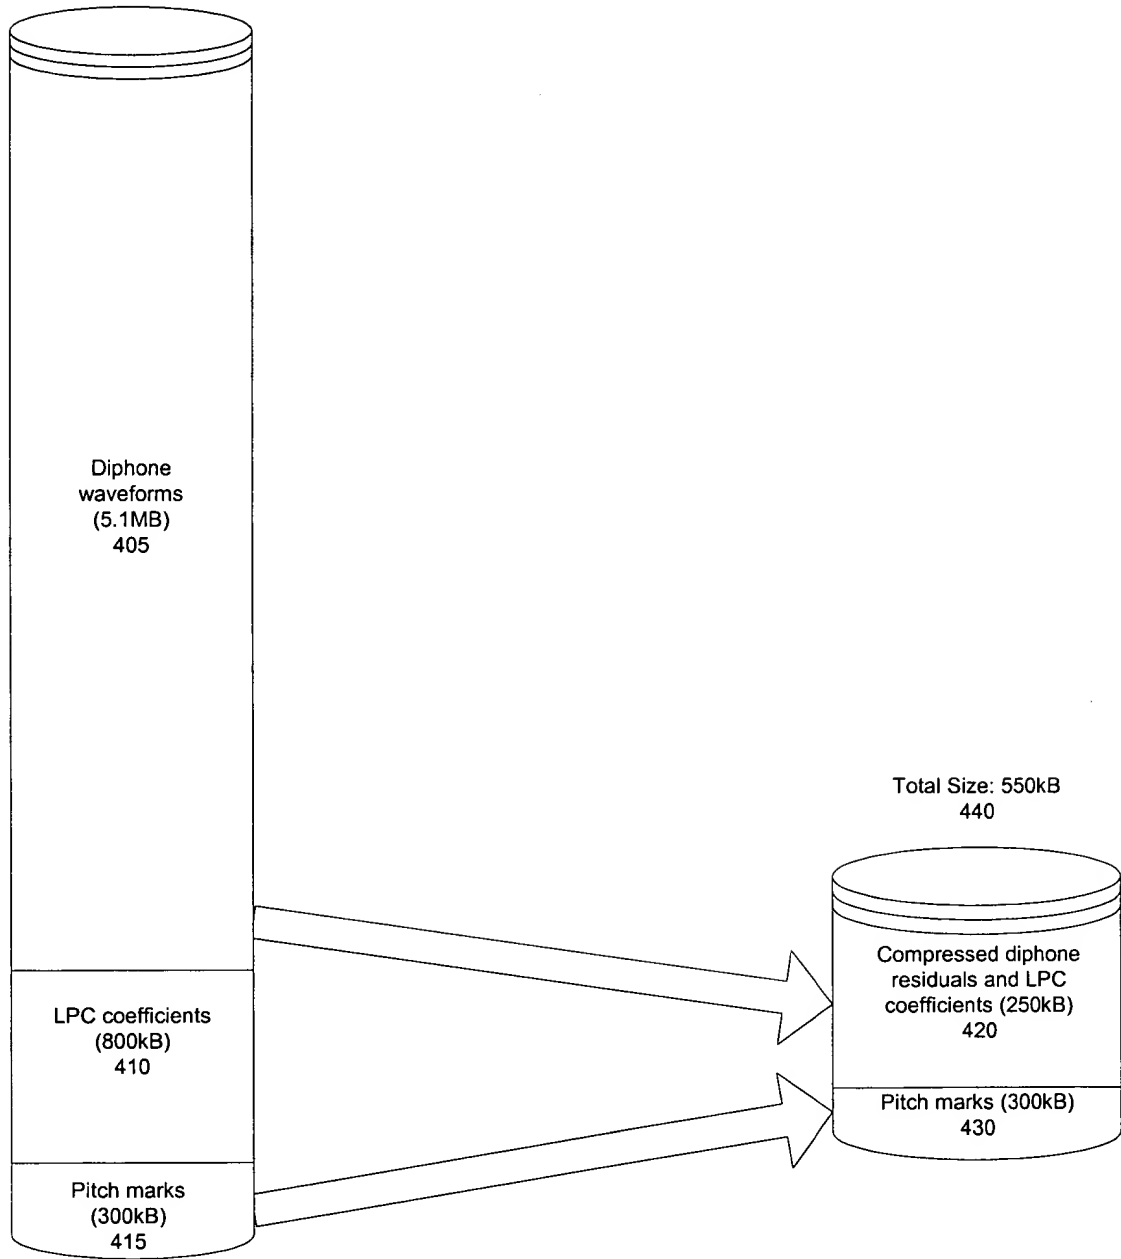 Diphone
waveforms
(5.1MB)
405
LPC coefficients
(800kB)
410
Pitch marks
(300kB)
415
Total Size: 550kB
440
Compressed diphone
residuals and LPC
coefficients (250kB)
420
Pitch marks (300kB)
430